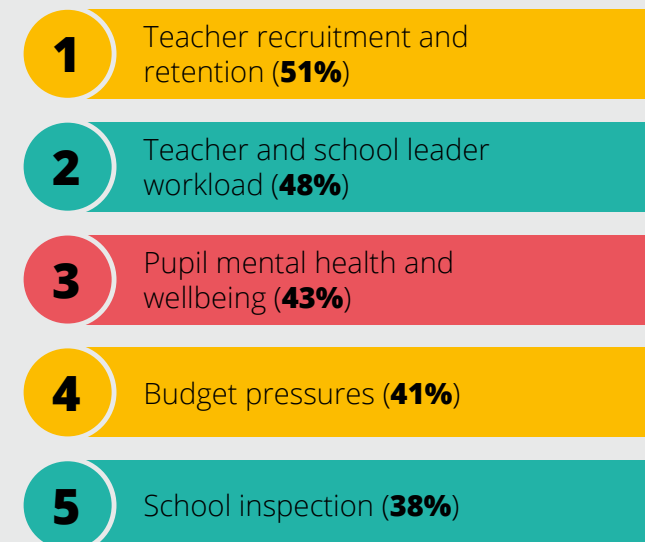 1
Teacher recruitment and
retention (51%)
2
Teacher and school leader
workload (48%)
3
Pupil mental health and
wellbeing (43%)
4
Budget pressures (41%)
5
School inspection (38%)